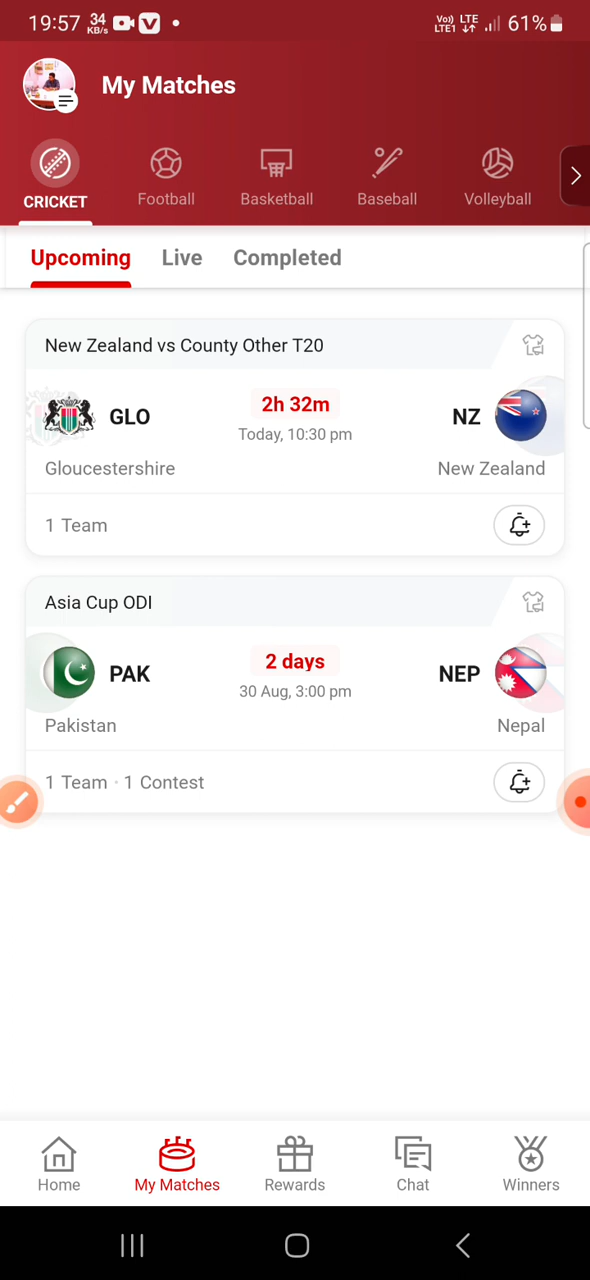 19:57 34 KB/s Vo)) LTE LTE1 61%
My Matches
CRICKET Football Basketball Baseball Volleyball
Upcoming Live Completed
New Zealand vs County Other T20
GLO 2h 32m NZ
Today, 10:30 pm
Gloucestershire New Zealand
1 Team
Asia Cup ODI
PAK 2 days NEP
30 Aug, 3:00 pm
Pakistan Nepal
1 Team · 1 Contest
Home My Matches Rewards Chat Winners